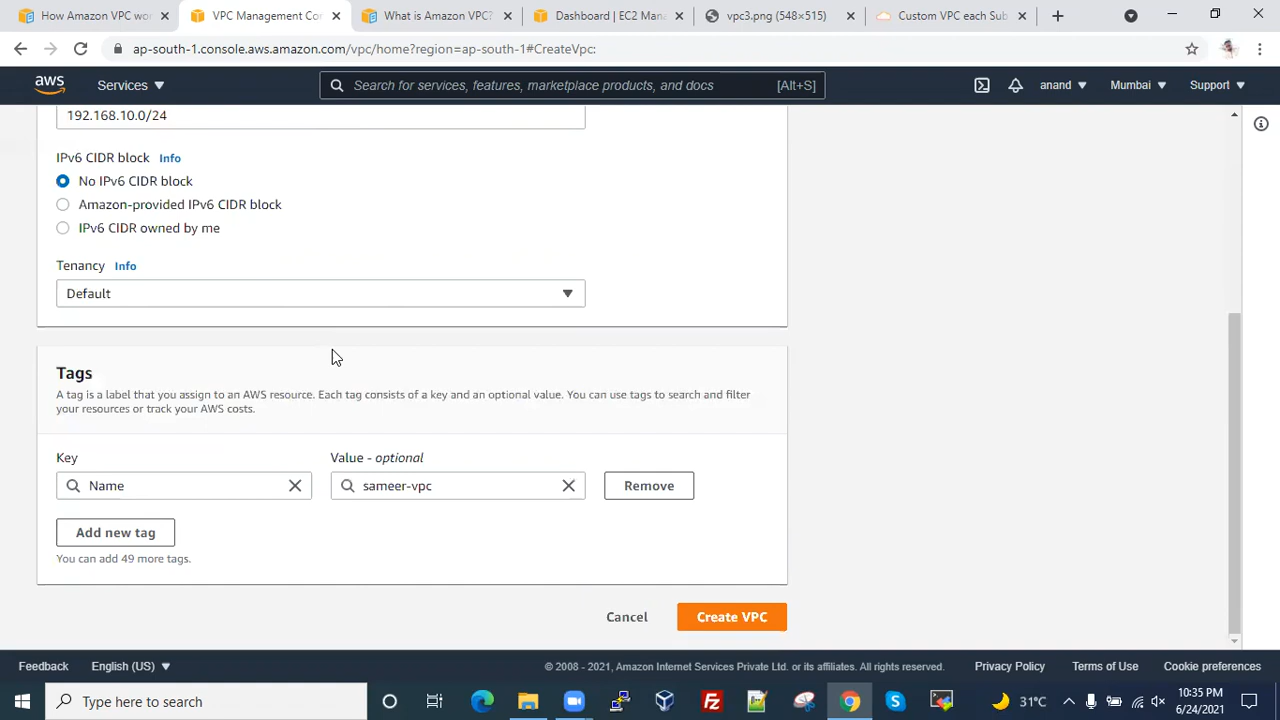 How Amazon VPC wo
VPC Management Co
What is Amazon VPC?
Dashboard | EC2 Mana
vpc3.png (548×515)
Custom VPC each Sub
ap-south-1.console.aws.amazon.com/vpc/home?region=ap-south-1#CreateVpc:
aws
Services
Search for services, features, marketplace products, and docs
[Alt+S]
anand
Mumbai
Support
192.168.10.0/24
IPv6 CIDR block Info
No IPv6 CIDR block
Amazon-provided IPv6 CIDR block
IPv6 CIDR owned by me
Tenancy Info
Default
Tags
A tag is a label that you assign to an AWS resource. Each tag consists of a key and an optional value. You can use tags to search and filter
your resources or track your AWS costs.
Key
Value - optional
Name
sameer-vpc
Remove
Add new tag
You can add 49 more tags.
Cancel
Create VPC
Feedback
English (US)
© 2008 - 2021, Amazon Internet Services Private Ltd. or its affiliates. All rights reserved.
Privacy Policy
Terms of Use
Cookie preferences
Type here to search
31°C
10:35 PM
6/24/2021